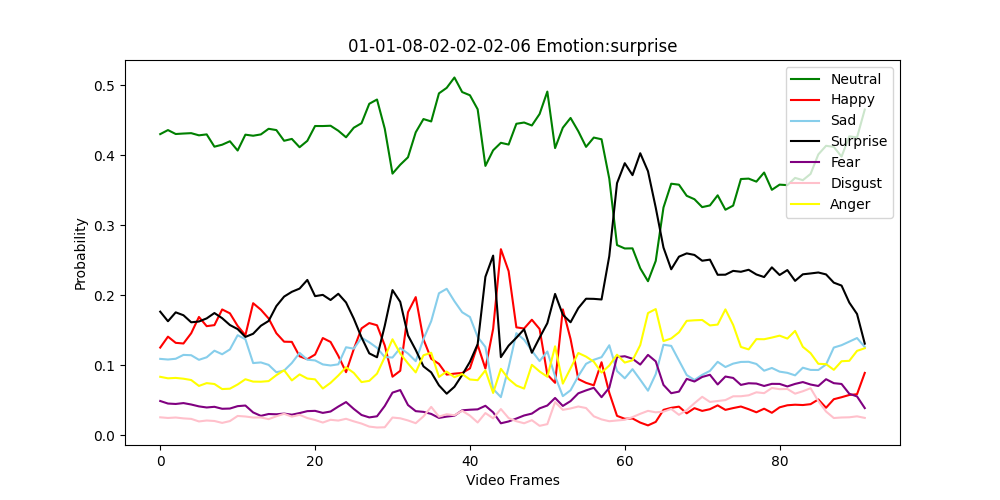 01-01-08-02-02-02-06 Emotion:surprise
Probability
0.5
0.4
0.3
0.2
0.1
0.0
0
20
40
60
80
Video Frames
Neutral
Happy
Sad
Surprise
Fear
Disgust
Anger